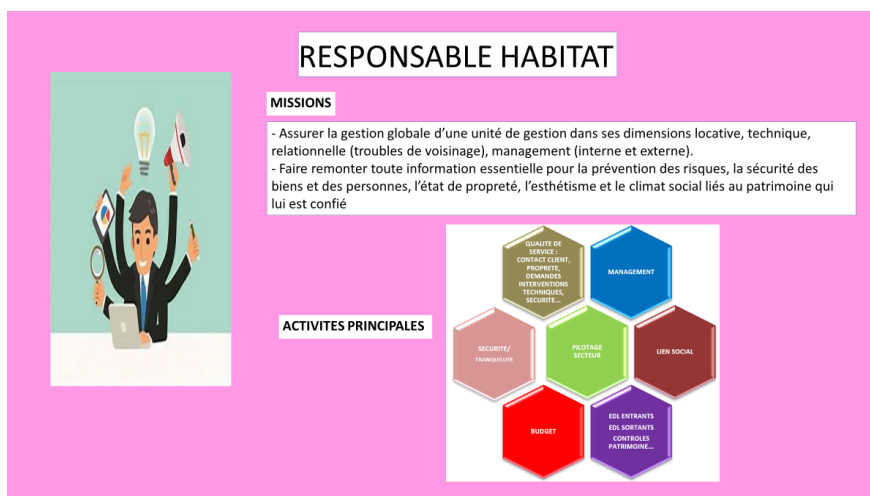 RESPONSABLE HABITAT
MISSIONS
- Assurer la gestion globale d’une unité de gestion dans ses dimensions locative, technique,
relationnelle (troubles de voisinage), management (interne et externe).
- Faire remonter toute information essentielle pour la prévention des risques, la sécurité des
biens et des personnes, l’état de propreté, l’esthétisme et le climat social liés au patrimoine qui
lui est confié
ACTIVITES PRINCIPALES
QUALITE DE
SERVICE :
CONTACT CLIENT,
PROPRETE,
DEMANDES
INTERVENTIONS
TECHNIQUES,
SECURITE...
MANAGEMENT
SECURITE/
TRANQUILLITE
PILOTAGE
SECTEUR
LIEN SOCIAL
BUDGET
EDL ENTRANTS
EDL SORTANTS
CONTROLES
PATRIMOINE...